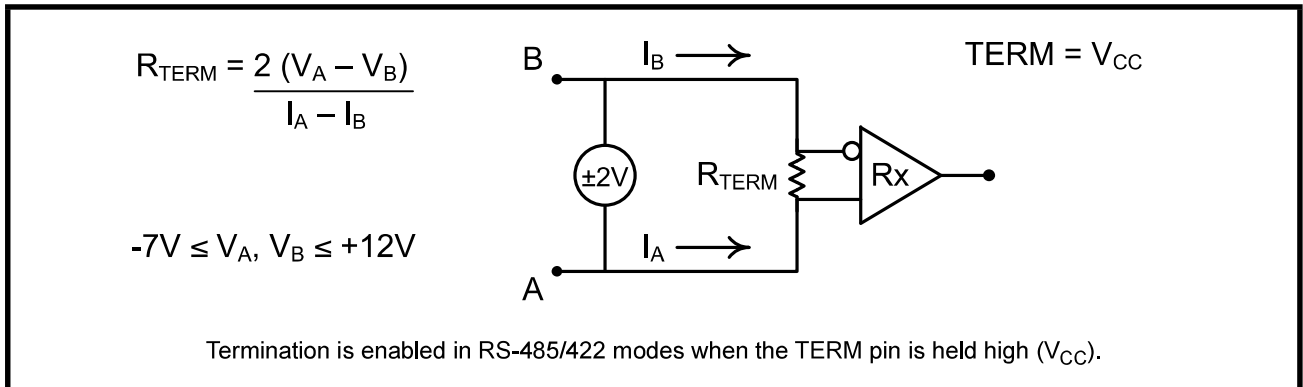 R_TERM = 2 (V_A – V_B)
I_A – I_B
-7V ≤ V_A, V_B ≤ +12V
B
I_B
±2V
R_TERM
Rx
I_A
A
TERM = V_CC
Termination is enabled in RS-485/422 modes when the TERM pin is held high (V_CC).